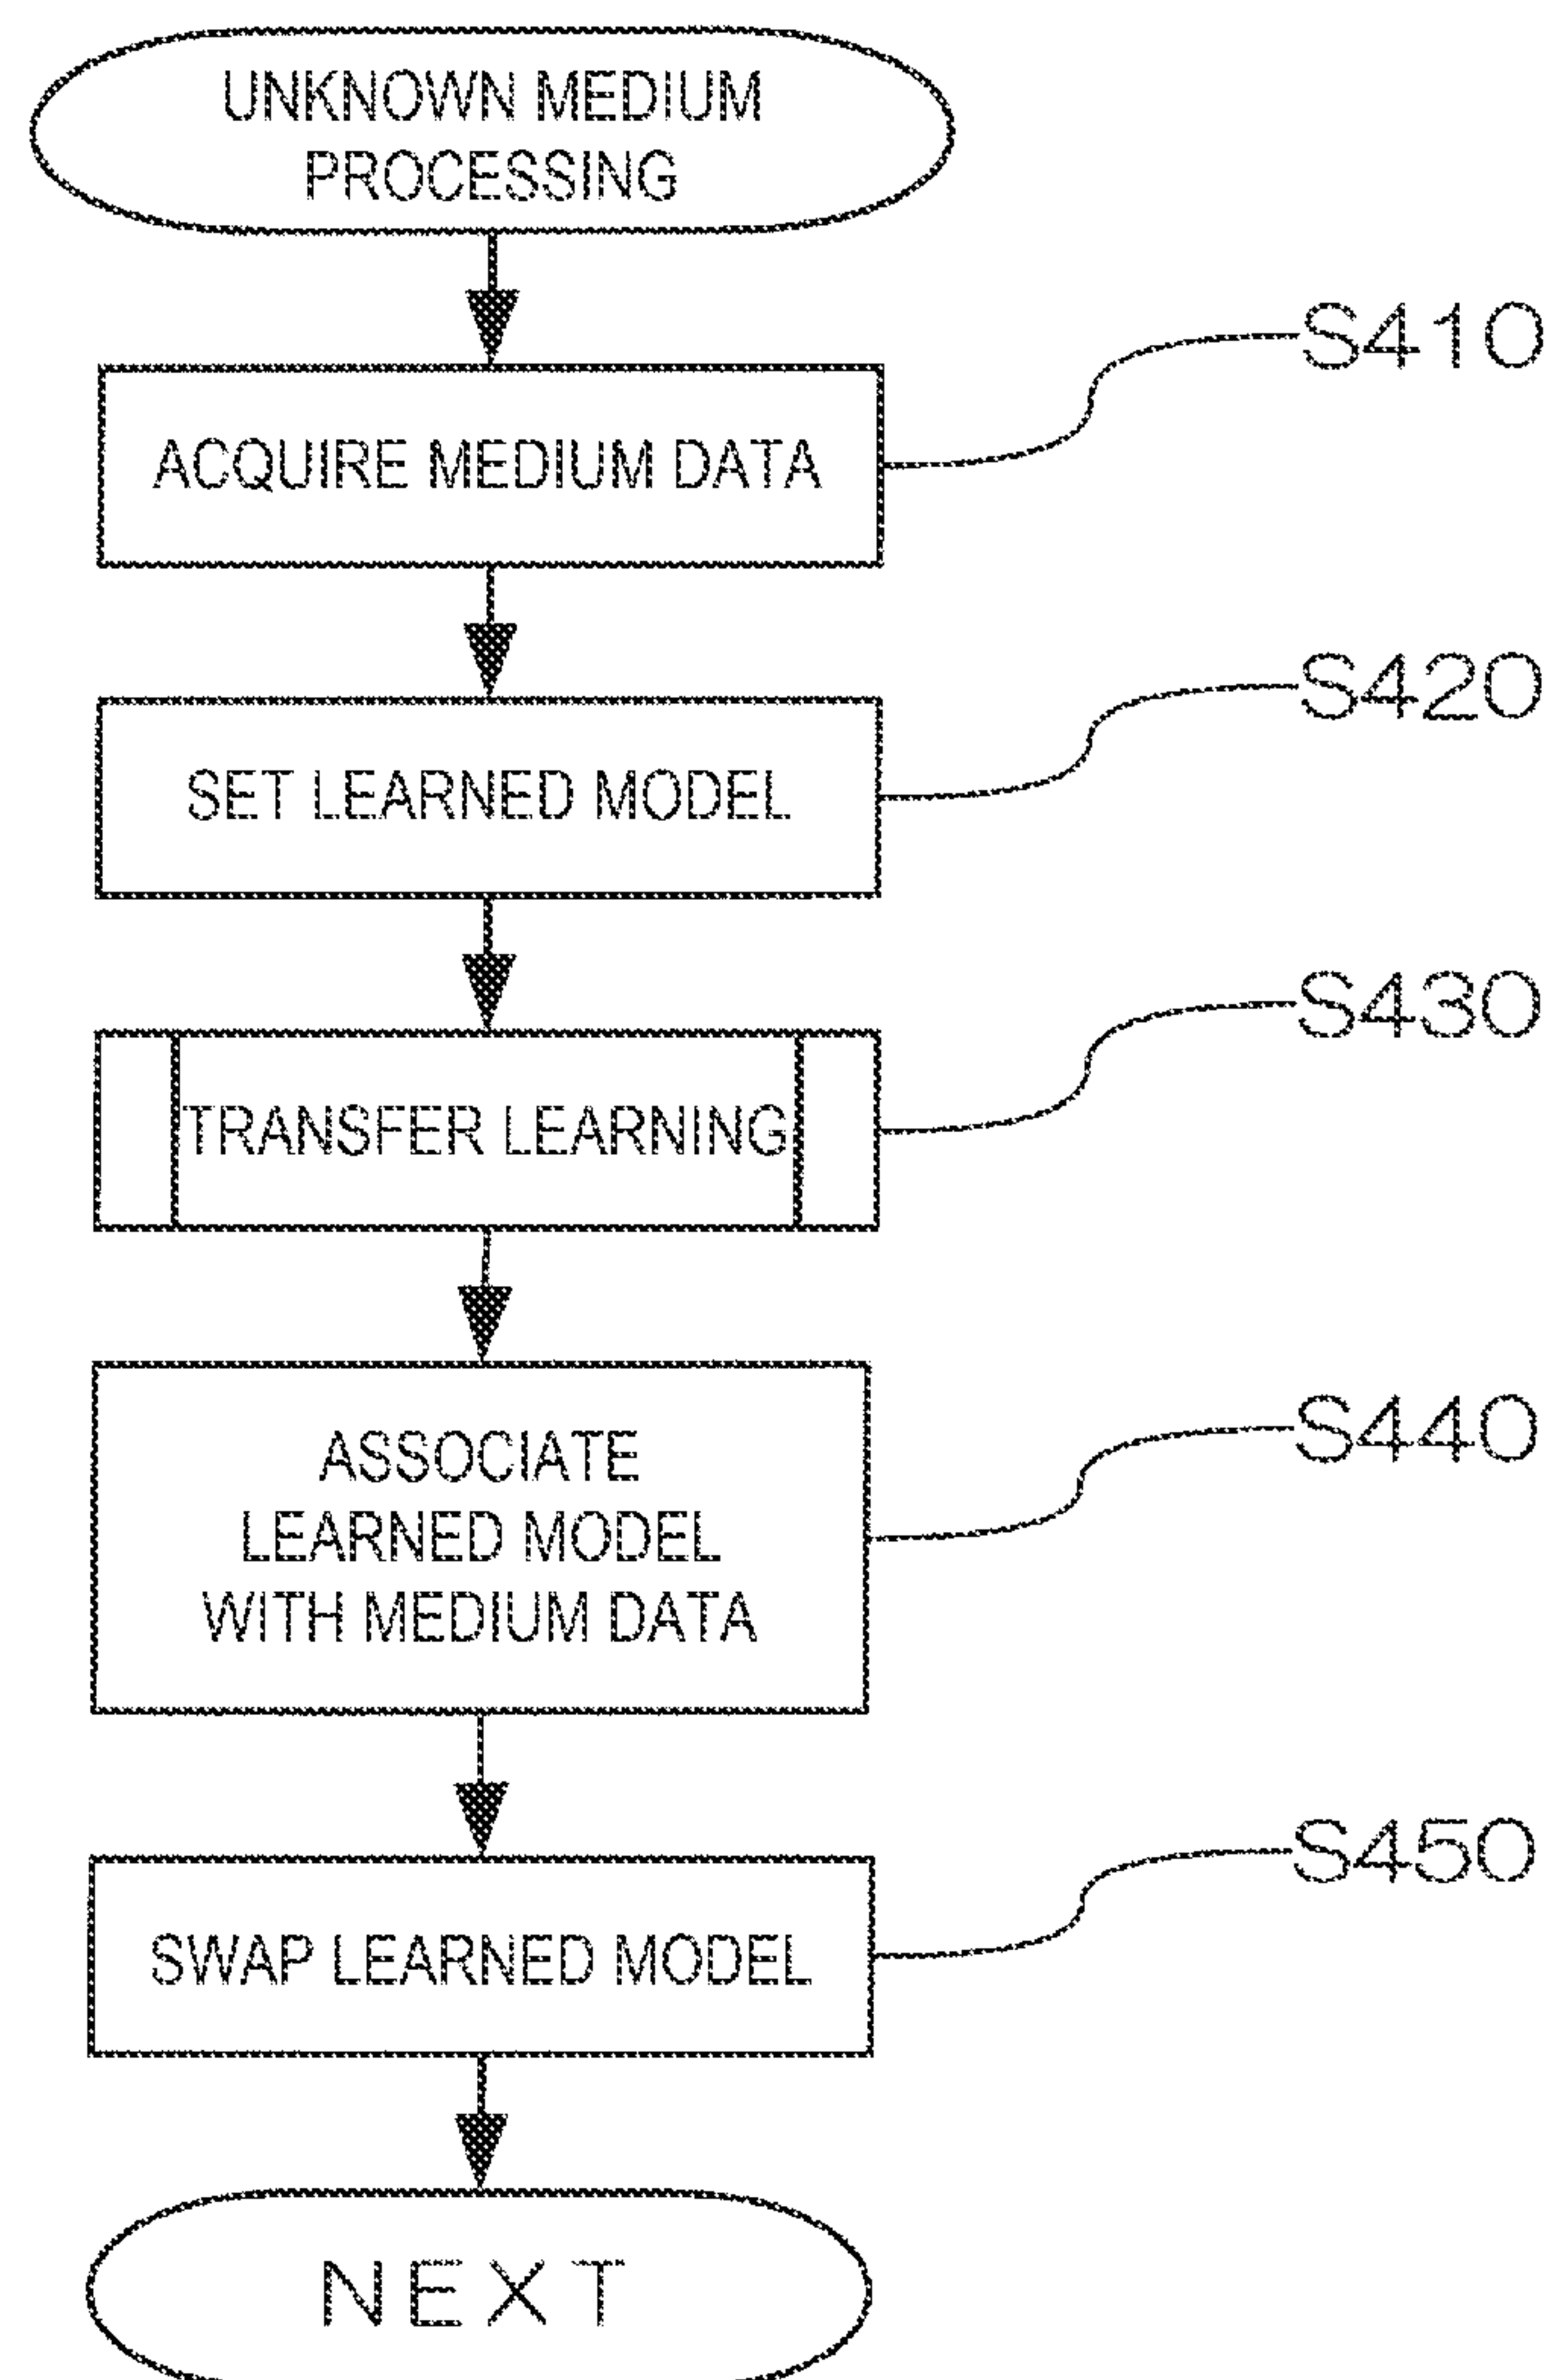 UNKNOWN MEDIUM
PROCESSING
S410
ACQUIRE MEDIUM DATA
S420
SET LEARNED MODEL
S430
TRANSFER LEARNING
S440
ASSOCIATE
LEARNED MODEL
WITH MEDIUM DATA
S450
SWAP LEARNED MODEL
NEXT